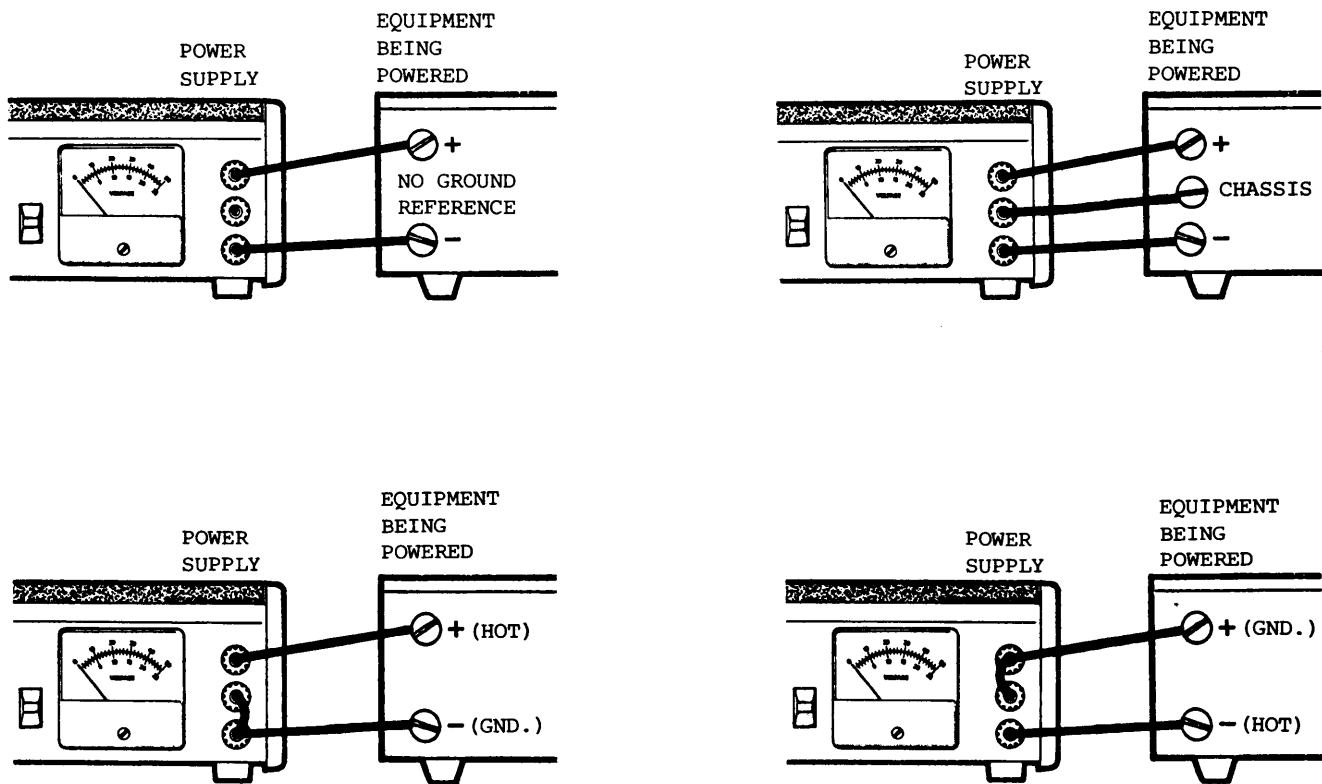 POWER
SUPPLY
EQUIPMENT
BEING
POWERED
+
NO GROUND
REFERENCE
−
POWER
SUPPLY
EQUIPMENT
BEING
POWERED
+
CHASSIS
−
POWER
SUPPLY
EQUIPMENT
BEING
POWERED
+ (HOT)
− (GND.)
POWER
SUPPLY
EQUIPMENT
BEING
POWERED
+ (GND.)
− (HOT)